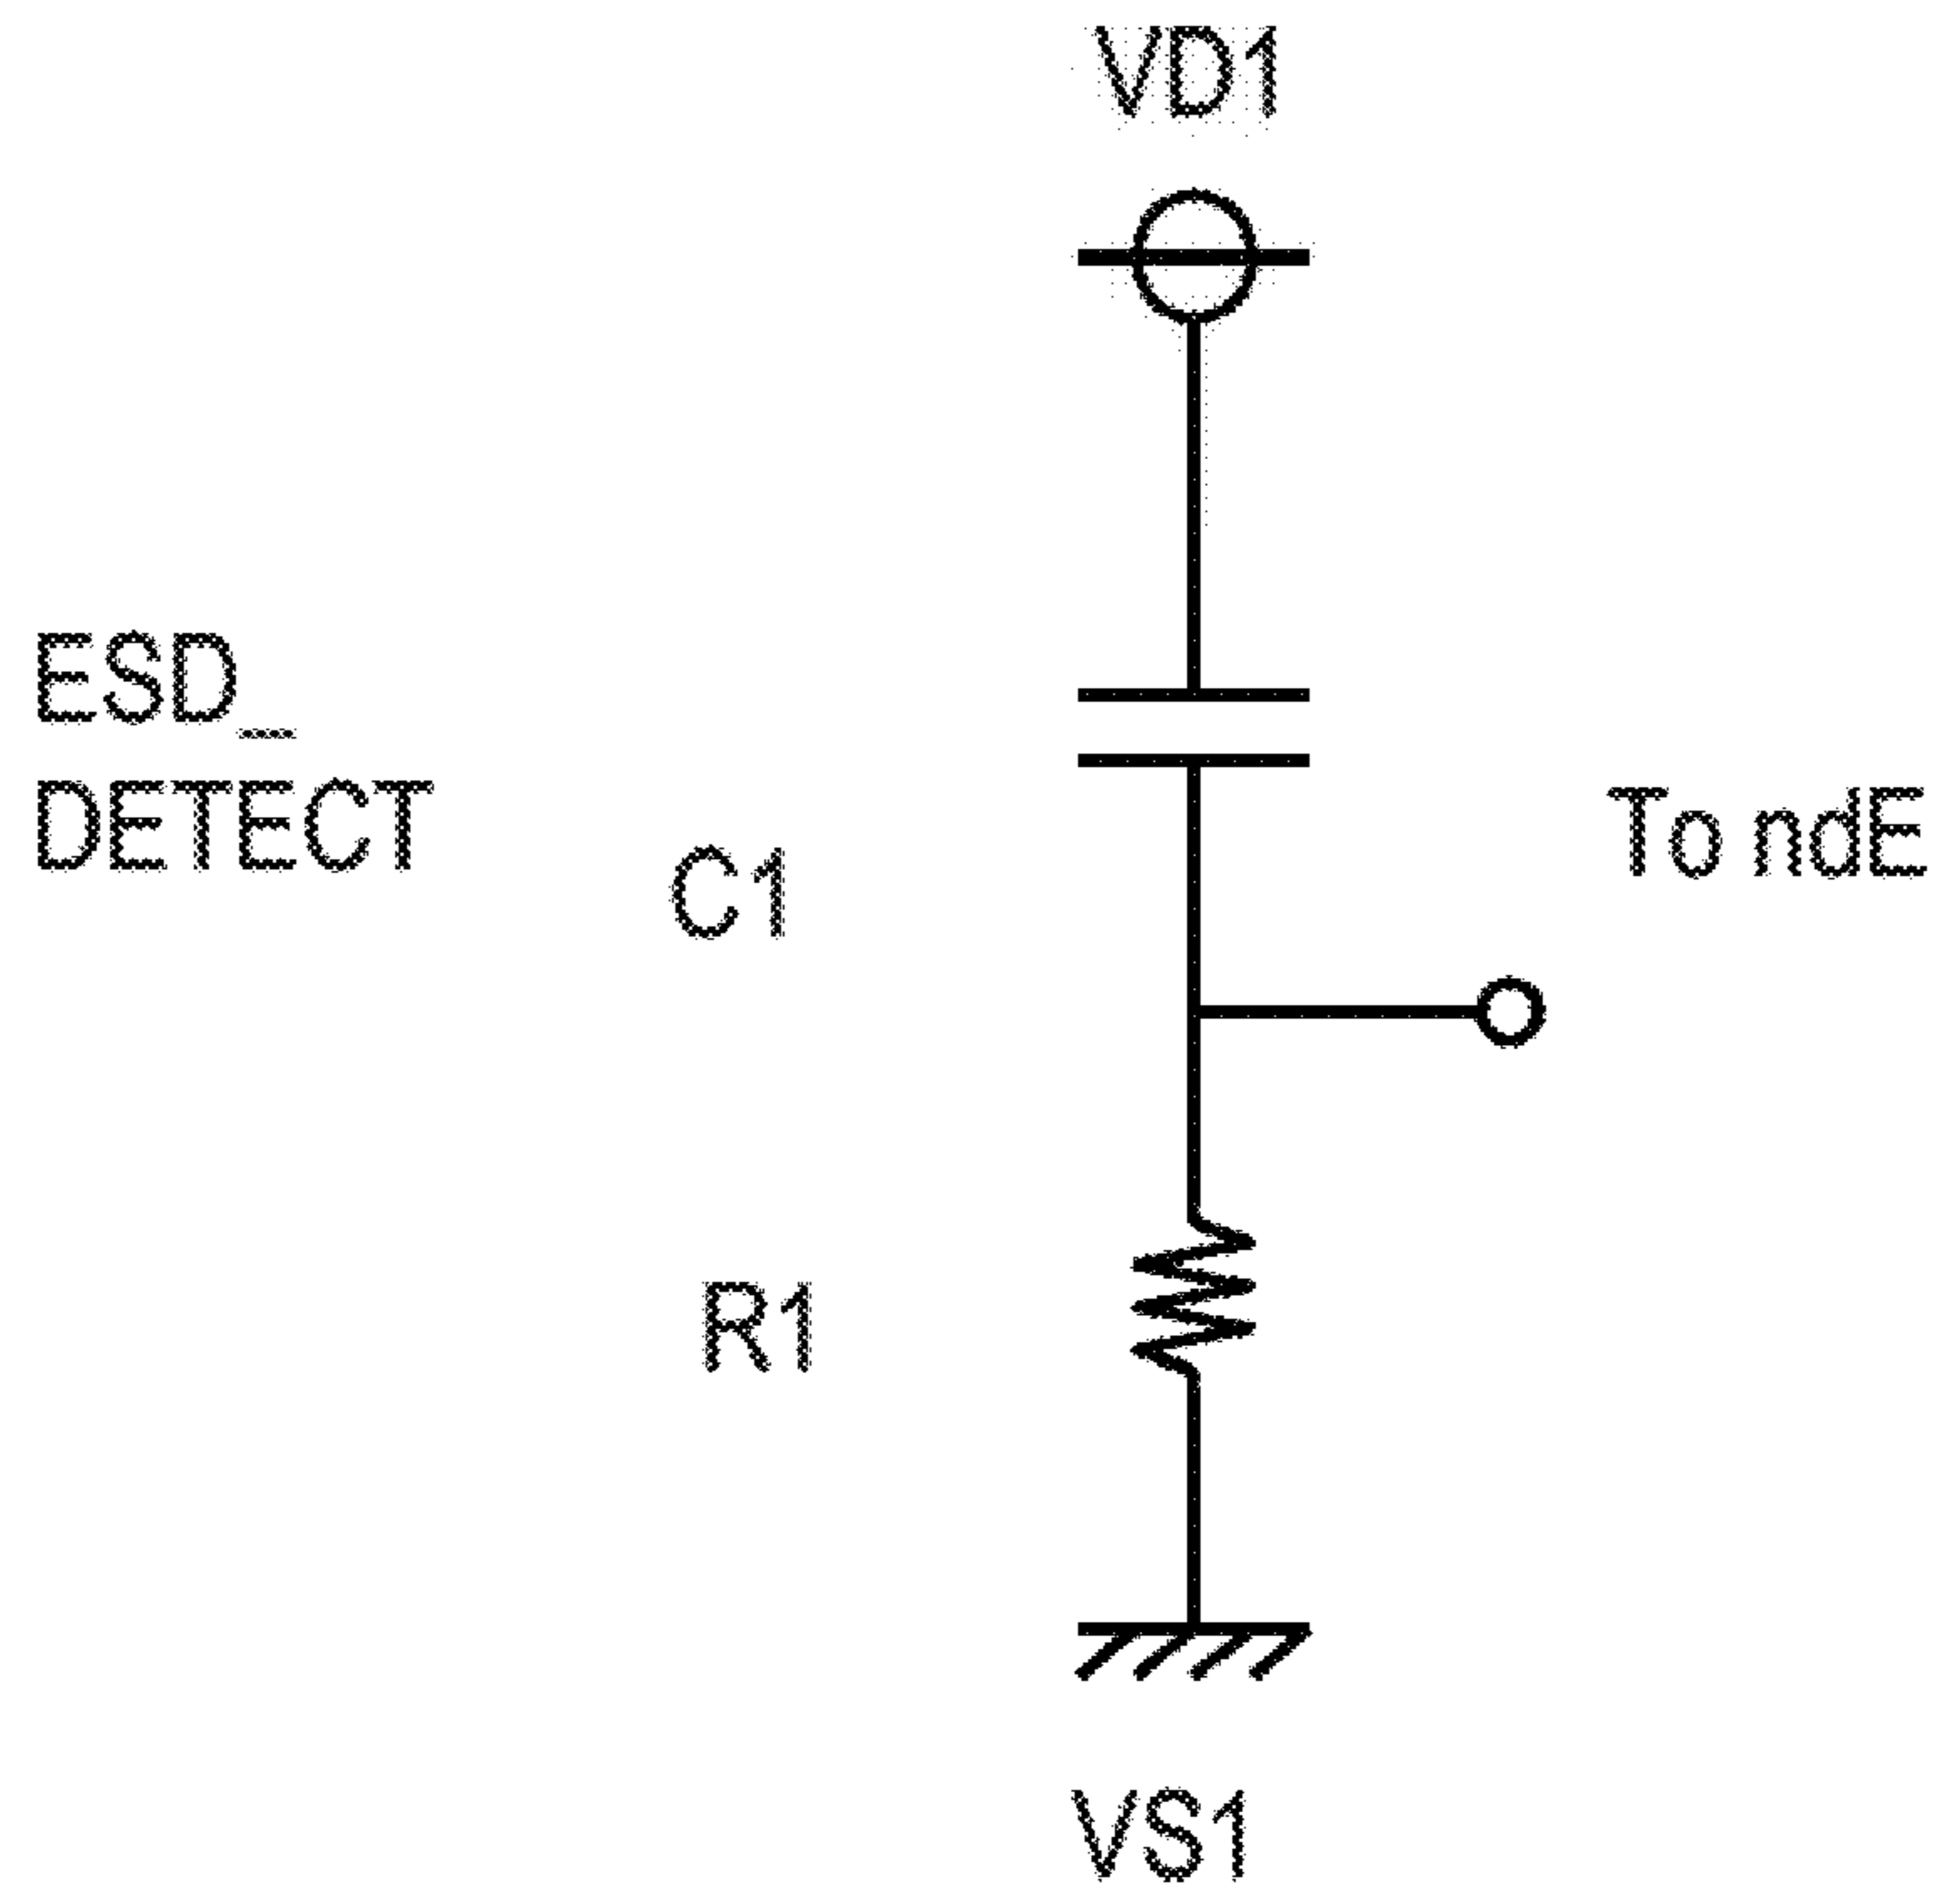 VD1
ESD_
DETECT
To ndE
C1
R1
VS1